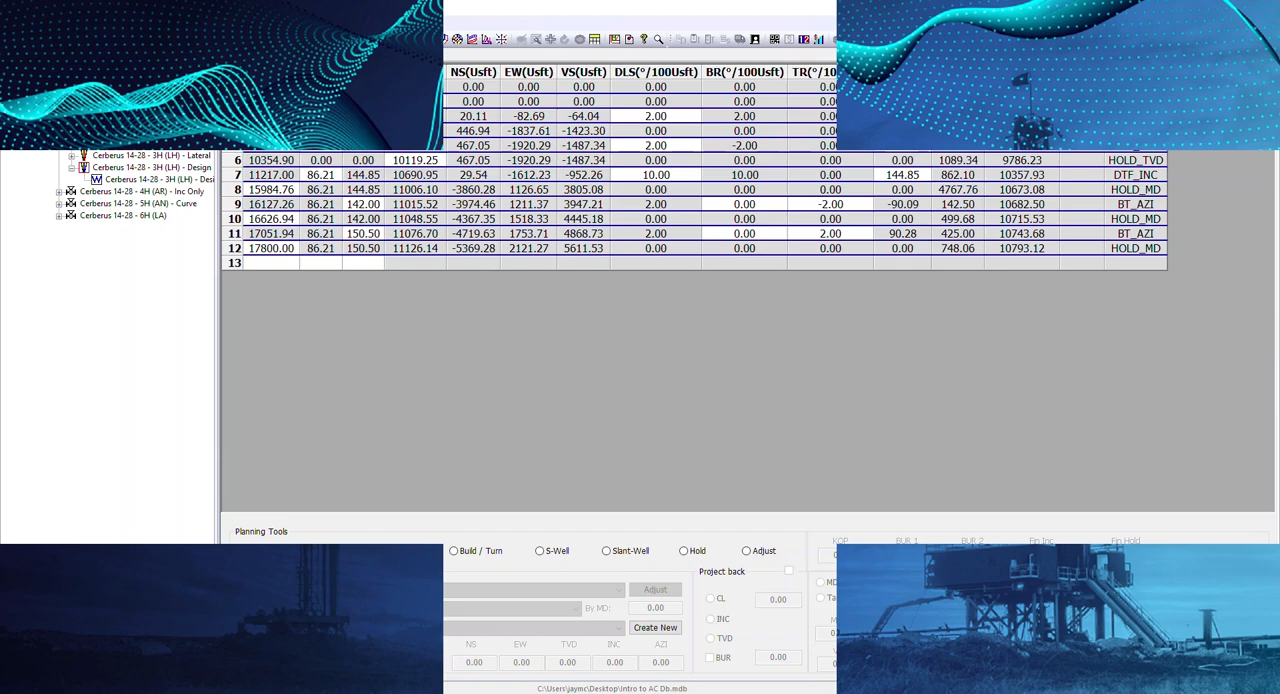 NS(Usft) EW(Usft) VS(Usft) DLS(°/100Usft) BR(°/100Usft) TR(°/10
0.00 0.00 0.00 0.00
0.00 0.00 0.00 0.00 0.00
20.11 -82.69 -64.04 2.00 2.00
446.94 -1837.61 -1423.30 0.00 0.00
467.05 -1920.29 -1487.34 2.00 -2.00
6 10354.90 0.00 0.00 10119.25 467.05 -1920.29 -1487.34 0.00 0.00 0.00 0.00 1089.34 9786.23 HOLD_TVD
7 11217.00 86.21 144.85 10690.95 29.54 -1612.23 -952.26 10.00 10.00 0.00 144.85 862.10 10357.93 DTF_INC
8 15984.76 86.21 144.85 11006.10 -3860.28 1126.65 3805.08 0.00 0.00 0.00 0.00 4767.76 10673.08 HOLD_MD
9 16127.26 86.21 142.00 11015.52 -3974.46 1211.37 3947.21 2.00 0.00 -2.00 -90.09 142.50 10682.50 BT_AZI
10 16626.94 86.21 142.00 11048.55 -4367.35 1518.33 4445.18 0.00 0.00 0.00 0.00 499.68 10715.53 HOLD_MD
11 17051.94 86.21 150.50 11076.70 -4719.63 1753.71 4868.73 2.00 0.00 2.00 90.28 425.00 10743.68 BT_AZI
12 17800.00 86.21 150.50 11126.14 -5369.28 2121.27 5611.53 0.00 0.00 0.00 0.00 748.06 10793.12 HOLD_MD
13
Cerberus 14-28 - 3H (LH) - Lateral
Cerberus 14-28 - 3H (LH) - Design
Cerberus 14-28 - 3H (LH) - Desi
Cerberus 14-28 - 4H (AR) - Inc Only
Cerberus 14-28 - 5H (AN) - Curve
Cerberus 14-28 - 6H (LA)
Planning Tools
Build / Turn S-Well Slant-Well Hold Adjust
KOP BUR 1 BUR 2 Fin Inc Fin Hold
Adjust
By MD: 0.00
Create New
NS EW TVD INC AZI
0.00 0.00 0.00 0.00 0.00
Project back
CL 0.00
INC
TVD
BUR 0.00
C:\Users\jaymc\Desktop\Intro to AC Db.mdb